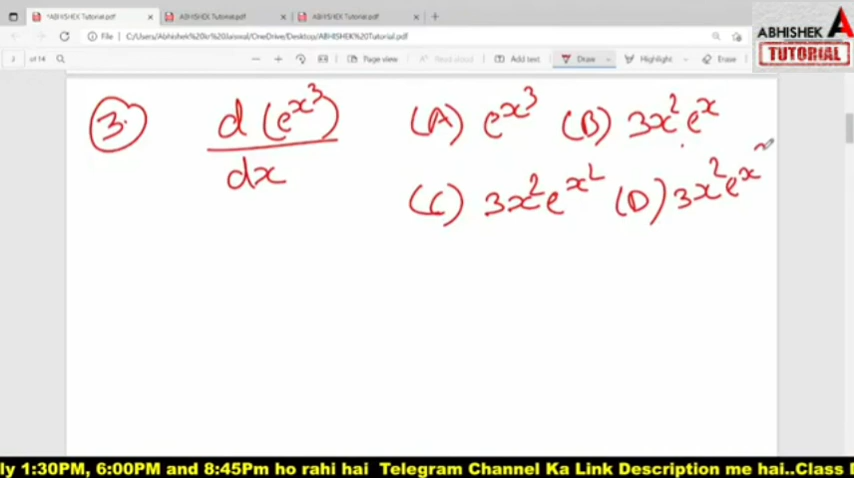 *ABHISHEK Tutorial.pdf ABHISHEK Tutorial.pdf ABHISHEK Tutorial.pdf
File | C:/Users/Abhishek%20kr%20Jaiswal/OneDrive/Desktop/ABHISHEK%20Tutorial.pdf
of 14 Page view Read aloud Add text Draw Highlight Erase
ABHISHEK
TUTORIAL
3. d(e^x³)/dx (A) e^x³ (B) 3x²e^x
(C) 3x²e^x² (D) 3x²e^x
ly 1:30PM, 6:00PM and 8:45Pm ho rahi hai Telegram Channel Ka Link Description me hai..Class